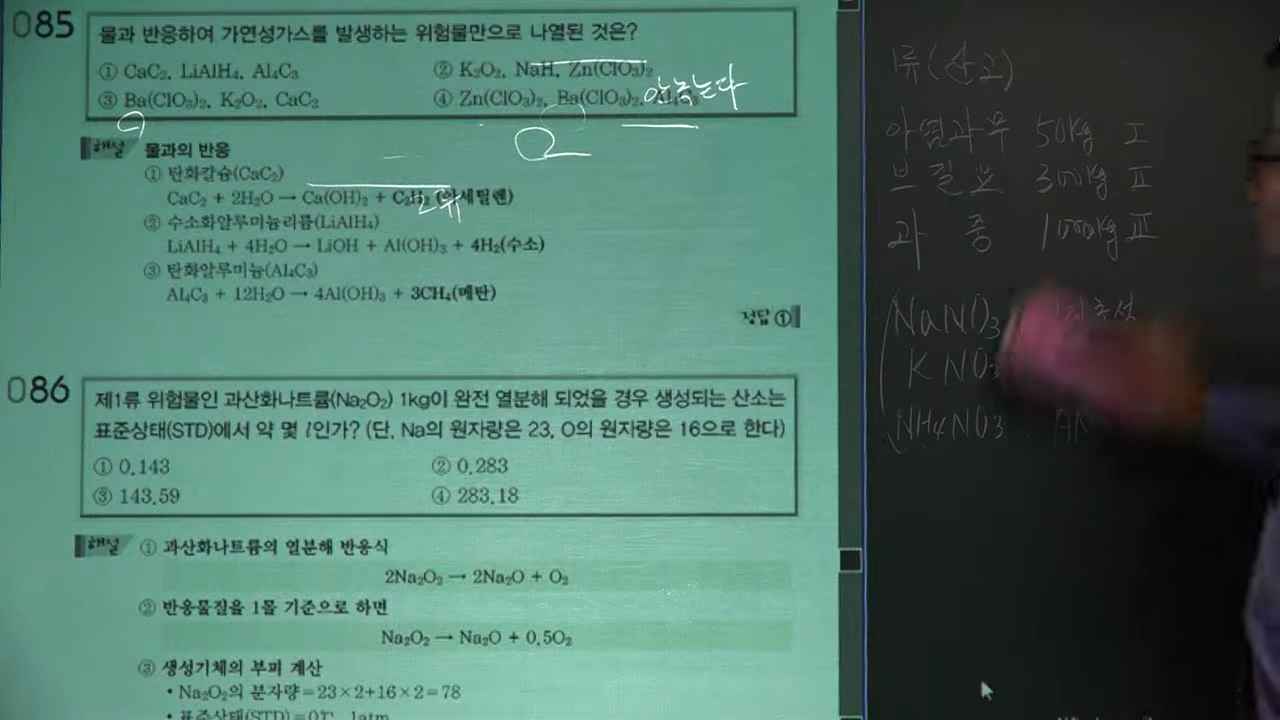 085
물과 반응하여 가연성가스를 발생하는 위험물만으로 나열된 것은?
① CaC₂, LiAlH₄, Al₄C₃
② K₂O₂, NaH, Zn(ClO₃)₂
③ Ba(ClO₃)₂, K₂O₂, CaC₂
④ Zn(ClO₃)₂, Ba(ClO₃)₂, Al₄C₃
해설
물과의 반응
① 탄화칼슘(CaC₂)
CaC₂ + 2H₂O → Ca(OH)₂ + C₂H₂ (아세틸렌)
② 수소화알루미늄리튬(LiAlH₄)
LiAlH₄ + 4H₂O → LiOH + Al(OH)₃ + 4H₂(수소)
③ 탄화알루미늄(Al₄C₃)
Al₄C₃ + 12H₂O → 4Al(OH)₃ + 3CH₄(메탄)
정답 ①
086
제1류 위험물인 과산화나트륨(Na₂O₂) 1kg이 완전 열분해 되었을 경우 생성되는 산소는
표준상태(STD)에서 약 몇 l인가? (단, Na의 원자량은 23, O의 원자량은 16으로 한다)
① 0.143
② 0.283
③ 143.59
④ 283.18
해설
① 과산화나트륨의 열분해 반응식
2Na₂O₂ → 2Na₂O + O₂
② 반응물질을 1몰 기준으로 하면
Na₂O₂ → Na₂O + 0.5O₂
③ 생성기체의 부피 계산
• Na₂O₂의 분자량 = 23×2+16×2 = 78
• 표준상태(STD) = 0℃, 1atm
1류(산고)
아염과무 50kg Ⅰ
브질요 300kg Ⅱ
과 중 1000kg Ⅲ
NaNO₃
KNO₃
NH₄NO₃